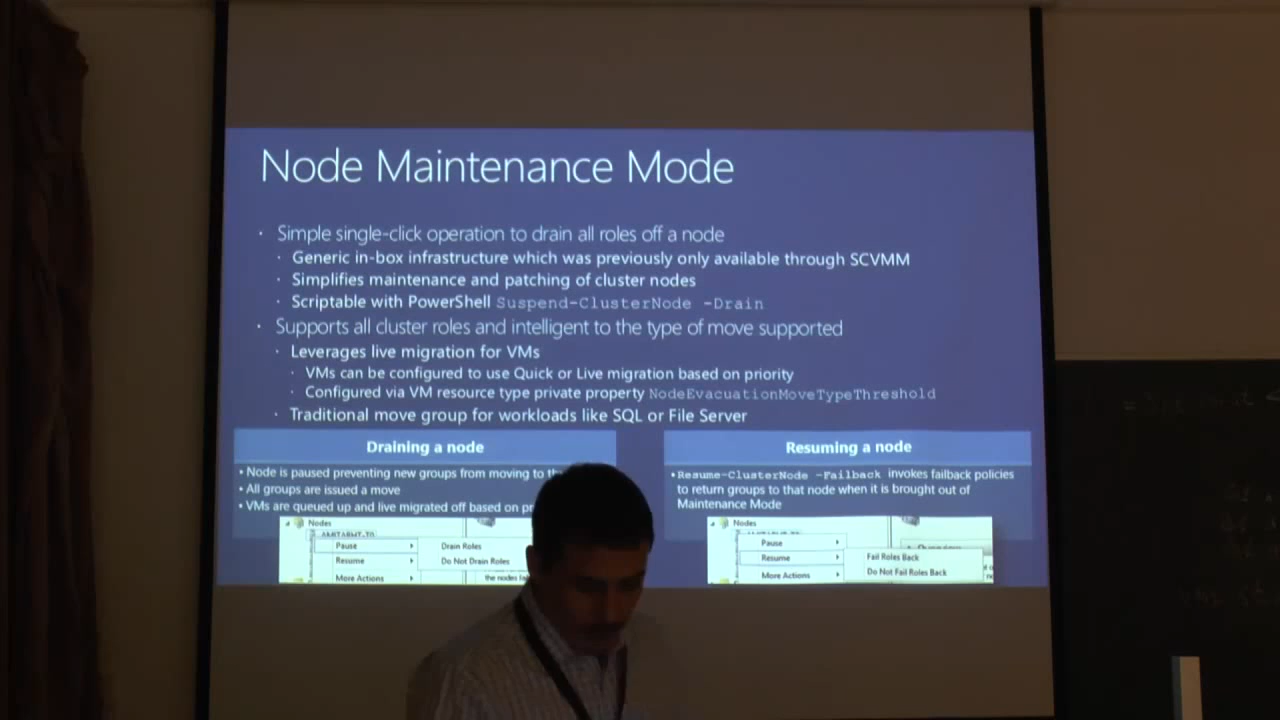 Node Maintenance Mode
· Simple single-click operation to drain all roles off a node
· Generic in-box infrastructure which was previously only available through SCVMM
· Simplifies maintenance and patching of cluster nodes
· Scriptable with PowerShell Suspend-ClusterNode -Drain
· Supports all cluster roles and intelligent to the type of move supported
· Leverages live migration for VMs
· VMs can be configured to use Quick or Live migration based on priority
· Configured via VM resource type private property NodeEvacuationMoveTypeThreshold
· Traditional move group for workloads like SQL or File Server
Draining a node
• Node is paused preventing new groups from moving to
• All groups are issued a move
• VMs are queued up and live migrated off based on
Nodes
Pause
Drain Roles
Resume
Do Not Drain Roles
More Actions
the nodes
Resuming a node
• Resume-ClusterNode -Failback invokes failback policies
to return groups to that node when it is brought out of
Maintenance Mode
Nodes
Pause
Resume
Fail Roles Back
Do Not Fail Roles Back
More Actions